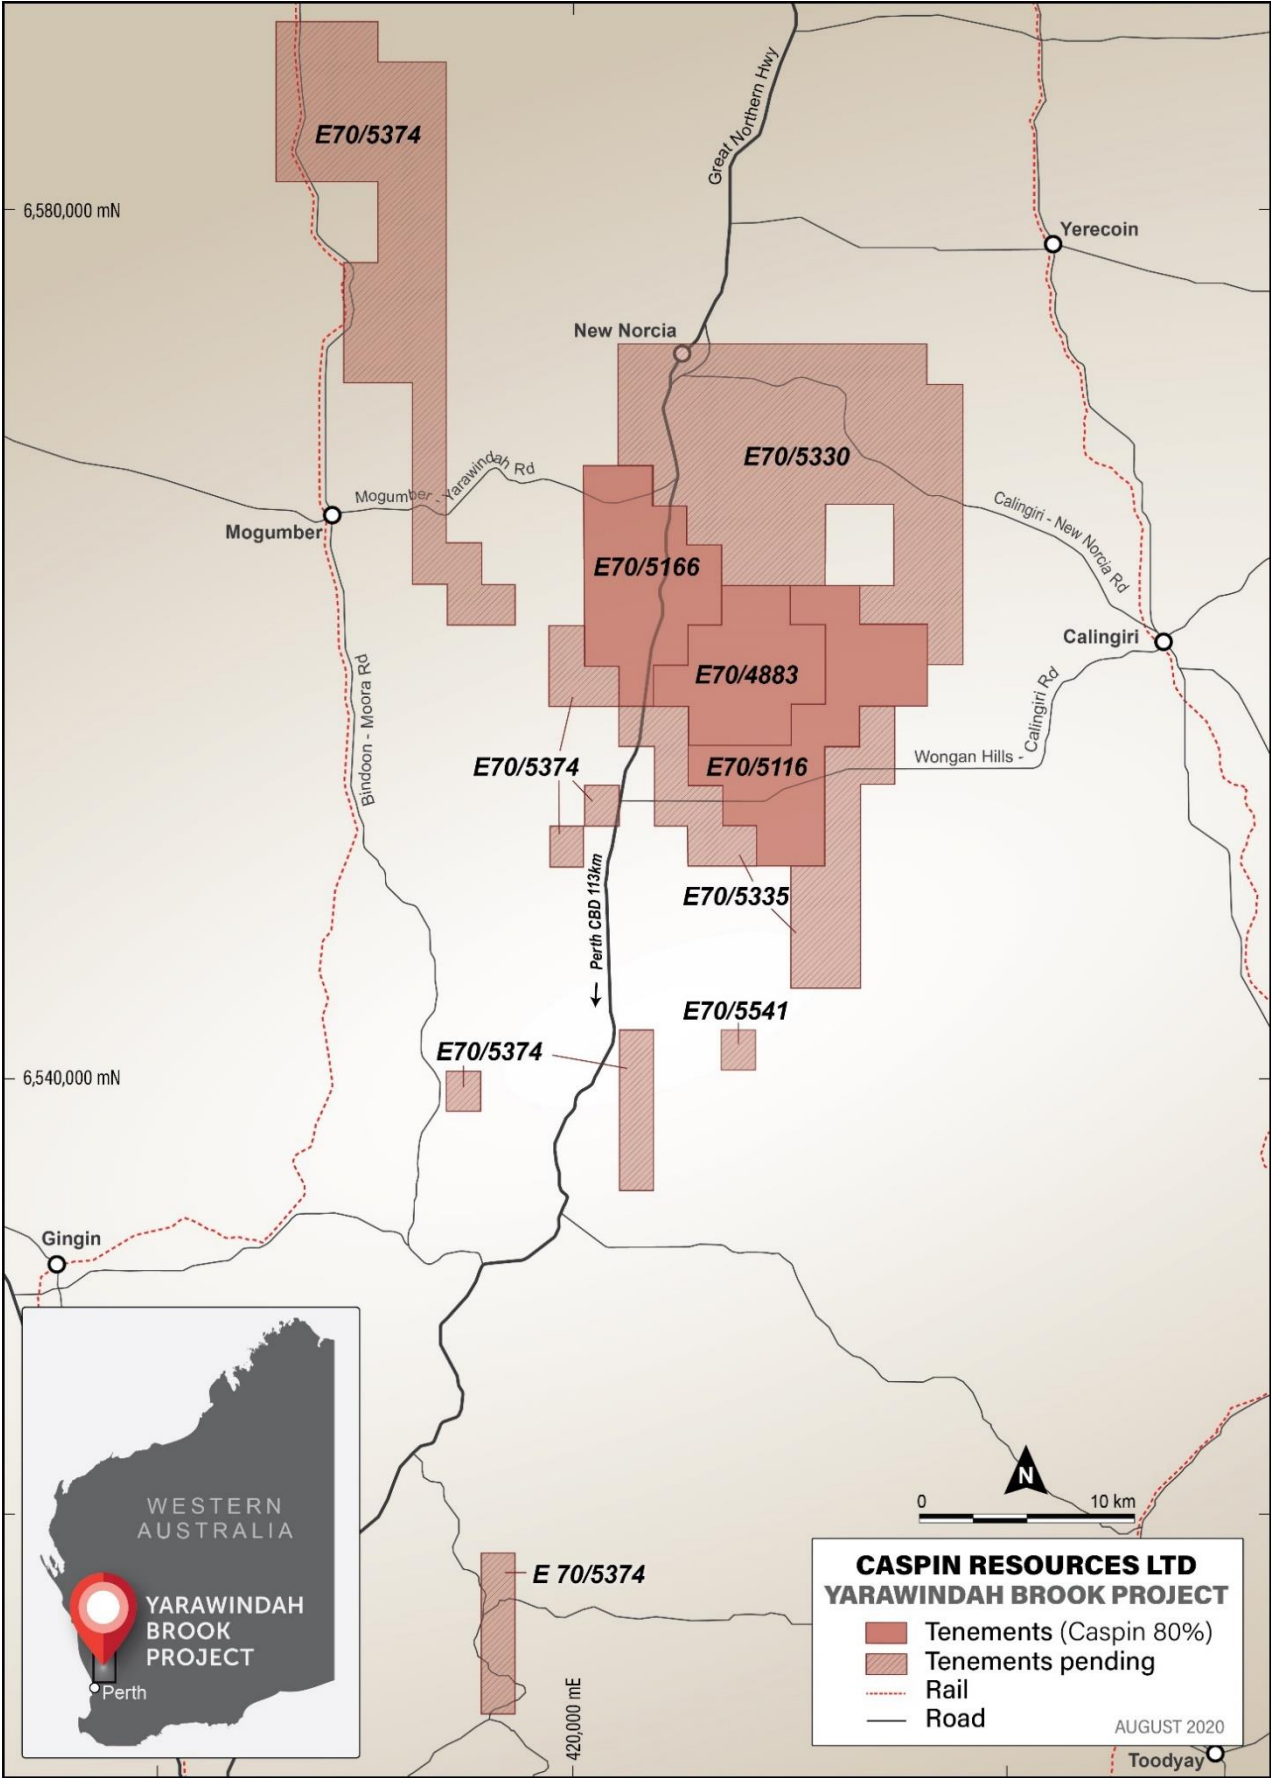 Great Northern Hwy
E70/5374
6,580,000 mN
Yerecoin
New Norcia
E70/5330
Mogumber - Yarawindah Rd
Calingiri - New Norcia Rd
Mogumber
E70/5166
Calingiri
E70/4883
Bindoon - Moora Rd
Wongan Hills - Calingiri Rd
E70/5374
E70/5116
E70/5335
Perth CBD 113km
E70/5541
E70/5374
6,540,000 mN
Gingin
WESTERN
AUSTRALIA
YARAWINDAH
BROOK
PROJECT
Perth
E 70/5374
420,000 mE
N
0 10 km
CASPIN RESOURCES LTD
YARAWINDAH BROOK PROJECT
Tenements (Caspin 80%)
Tenements pending
Rail
Road
AUGUST 2020
Toodyay